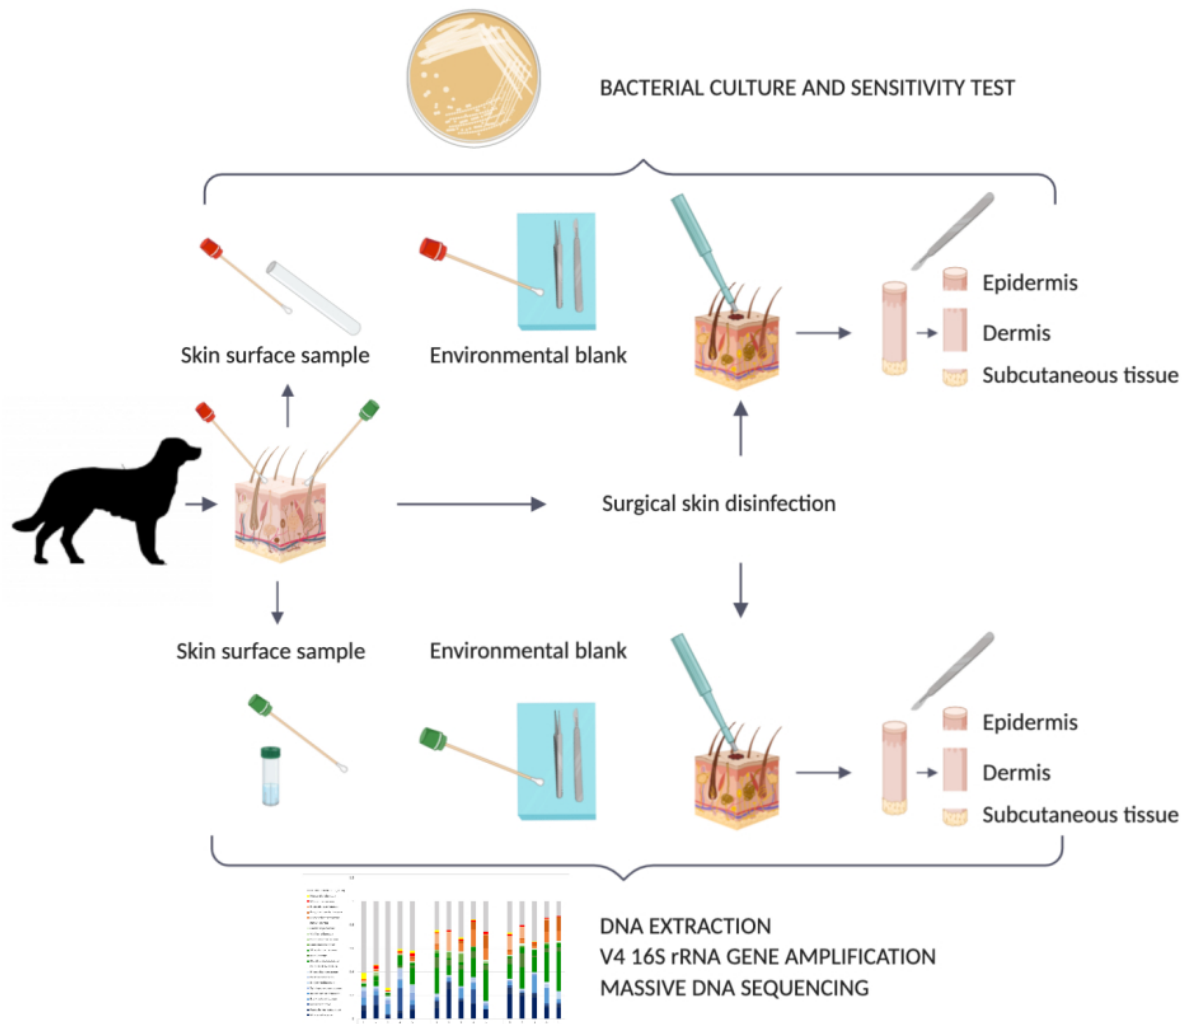 BACTERIAL CULTURE AND SENSITIVITY TEST
Skin surface sample
Environmental blank
Epidermis
Dermis
Subcutaneous tissue
Surgical skin disinfection
Skin surface sample
Environmental blank
Epidermis
Dermis
Subcutaneous tissue
DNA EXTRACTION
V4 16S rRNA GENE AMPLIFICATION
MASSIVE DNA SEQUENCING